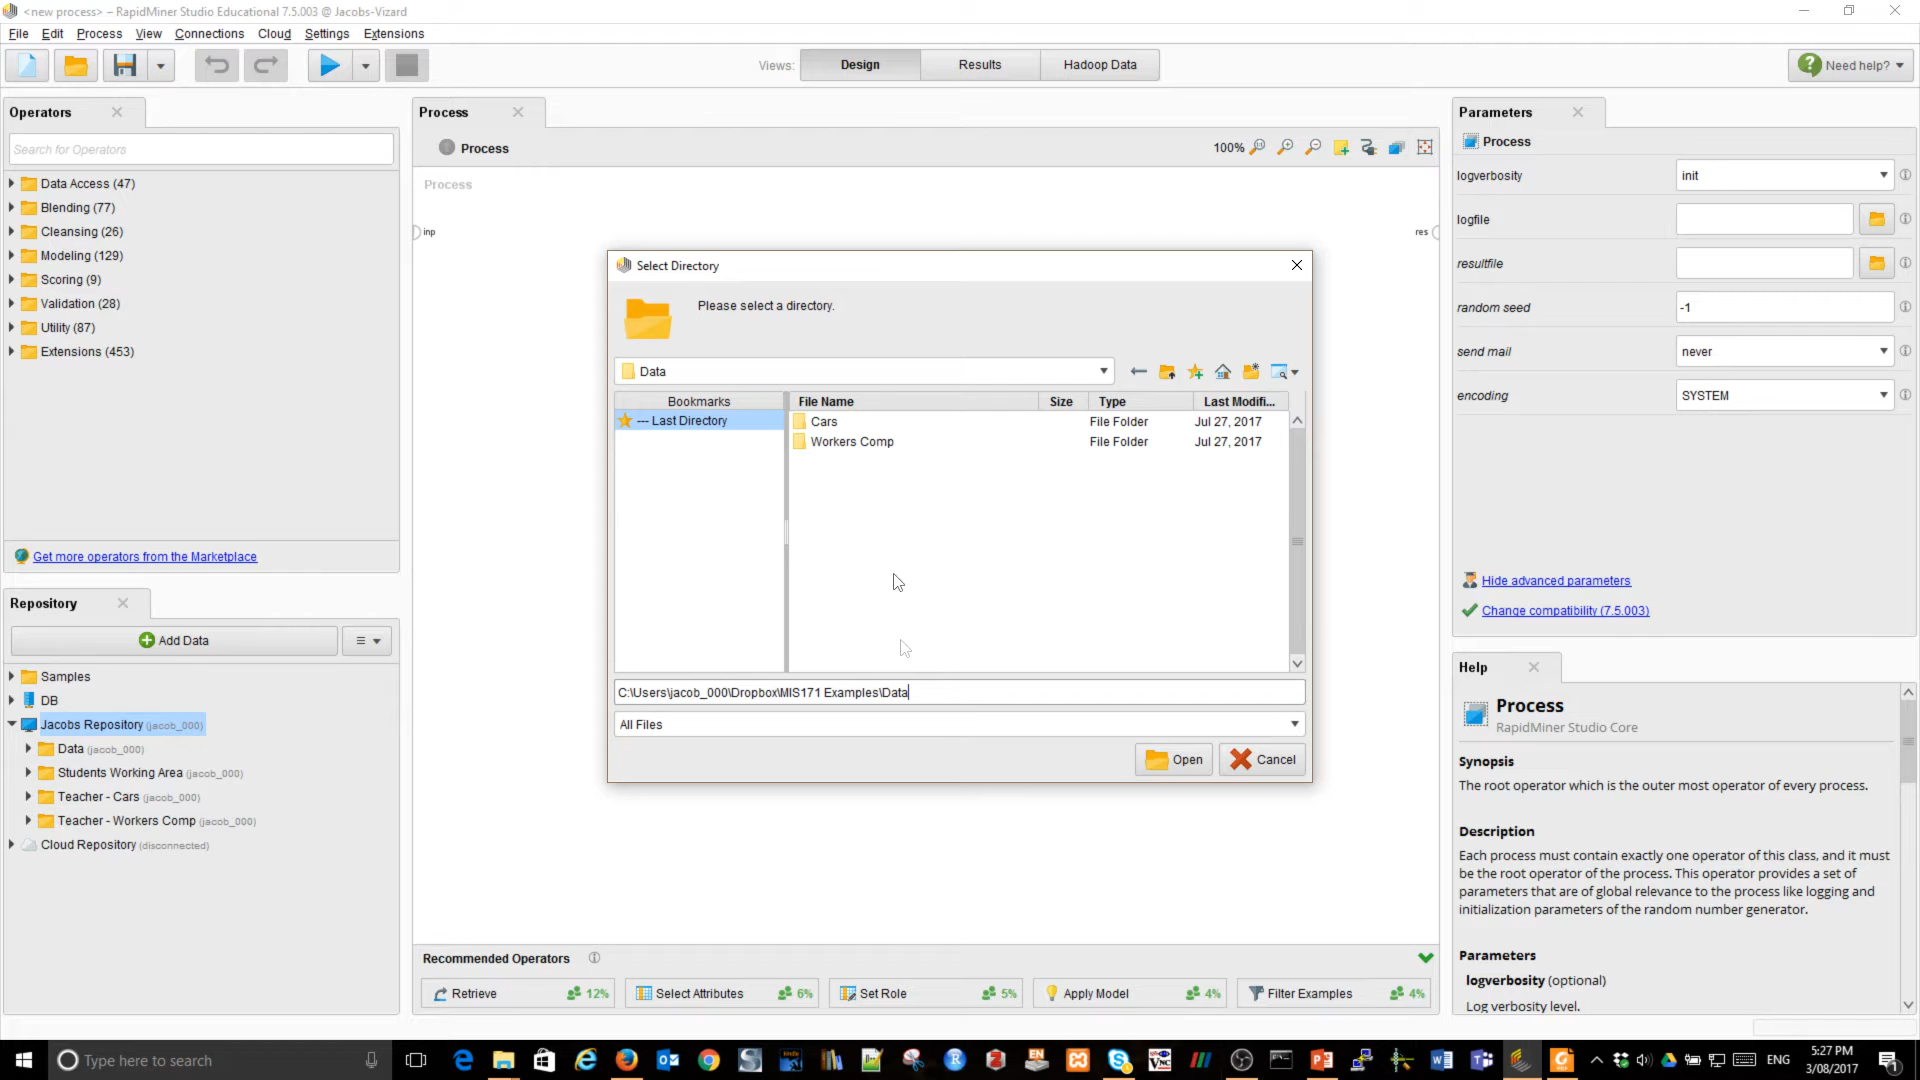 <new process> – RapidMiner Studio Educational 7.5.003 @ Jacobs-Vizard
File Edit Process View Connections Cloud Settings Extensions
Views: Design Results Hadoop Data Need help?
Operators
Search for Operators
Data Access (47)
Blending (77)
Cleansing (26)
Modeling (129)
Scoring (9)
Validation (28)
Utility (87)
Extensions (453)
Get more operators from the Marketplace
Repository
Add Data
Samples
DB
Jacobs Repository (jacob_000)
Data (jacob_000)
Students Working Area (jacob_000)
Teacher - Cars (jacob_000)
Teacher - Workers Comp (jacob_000)
Cloud Repository (disconnected)
Process
Process 100%
Process
inp res
Select Directory
Please select a directory.
Data
Bookmarks File Name Size Type Last Modifi...
--- Last Directory
Cars File Folder Jul 27, 2017
Workers Comp File Folder Jul 27, 2017
C:\Users\jacob_000\Dropbox\MIS171 Examples\Data
All Files
Open Cancel
Recommended Operators
Retrieve 12% Select Attributes 6% Set Role 5% Apply Model 4% Filter Examples 4%
Parameters
Process
logverbosity init
logfile
resultfile
random seed -1
send mail never
encoding SYSTEM
Hide advanced parameters
Change compatibility (7.5.003)
Help
Process
RapidMiner Studio Core
Synopsis
The root operator which is the outer most operator of every process.
Description
Each process must contain exactly one operator of this class, and it must
be the root operator of the process. This operator provides a set of
parameters that are of global relevance to the process like logging and
initialization parameters of the random number generator.
Parameters
logverbosity (optional)
Log verbosity level.
Type here to search
ENG
5:27 PM
3/08/2017